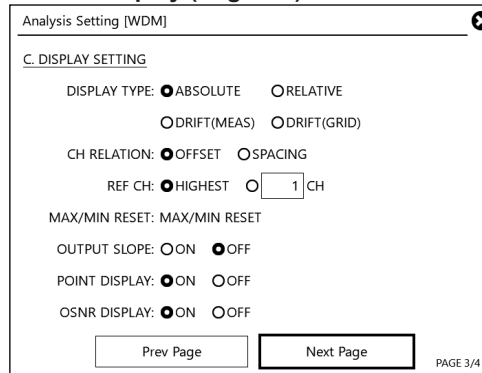 Analysis Setting [WDM]
C. DISPLAY SETTING
DISPLAY TYPE: ABSOLUTE RELATIVE
DRIFT(MEAS) DRIFT(GRID)
CH RELATION: OFFSET SPACING
REF CH: HIGHEST 1 CH
MAX/MIN RESET: MAX/MIN RESET
OUTPUT SLOPE: ON OFF
POINT DISPLAY: ON OFF
OSNR DISPLAY: ON OFF
Prev Page Next Page
PAGE 3/4